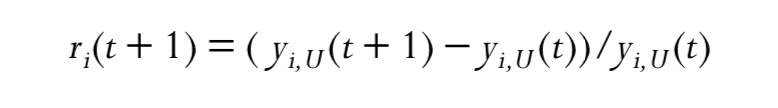 r_i(t + 1) = ( y_{i,U}(t + 1) − y_{i,U}(t))/y_{i,U}(t)